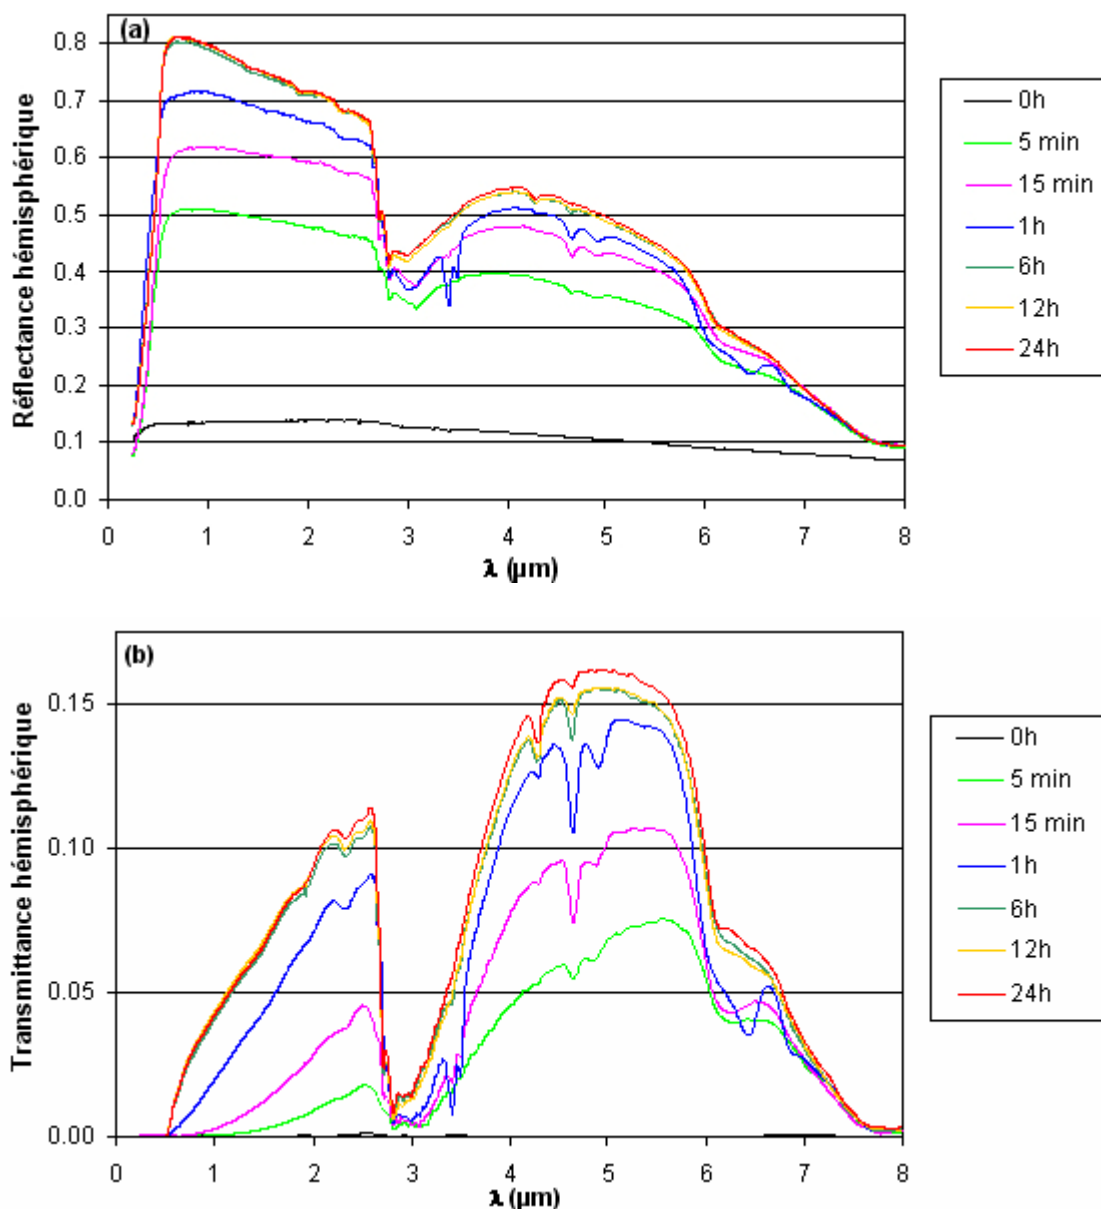 (a)
Réflectance hémisphérique
0.8
0.7
0.6
0.5
0.4
0.3
0.2
0.1
0.0
0 1 2 3 4 5 6 7 8
λ (µm)
0h
5 min
15 min
1h
6h
12h
24h
(b)
Transmittance hémisphérique
0.15
0.10
0.05
0.00
0 1 2 3 4 5 6 7 8
λ (µm)
0h
5 min
15 min
1h
6h
12h
24h